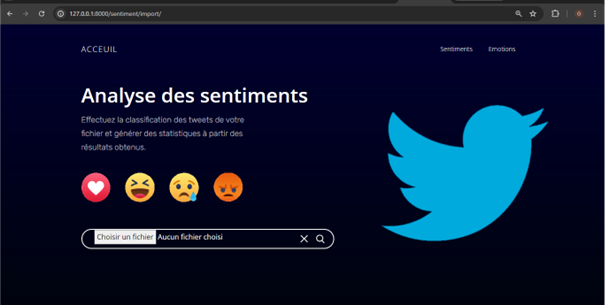 127.0.0.1:8000/sentiment/import/
ACCEUIL
Sentiments
Emotions
Analyse des sentiments
Effectuez la classification des tweets de votre
fichier et générer des statistiques à partir des
résultats obtenus.
Choisir un fichier Aucun fichier choisi